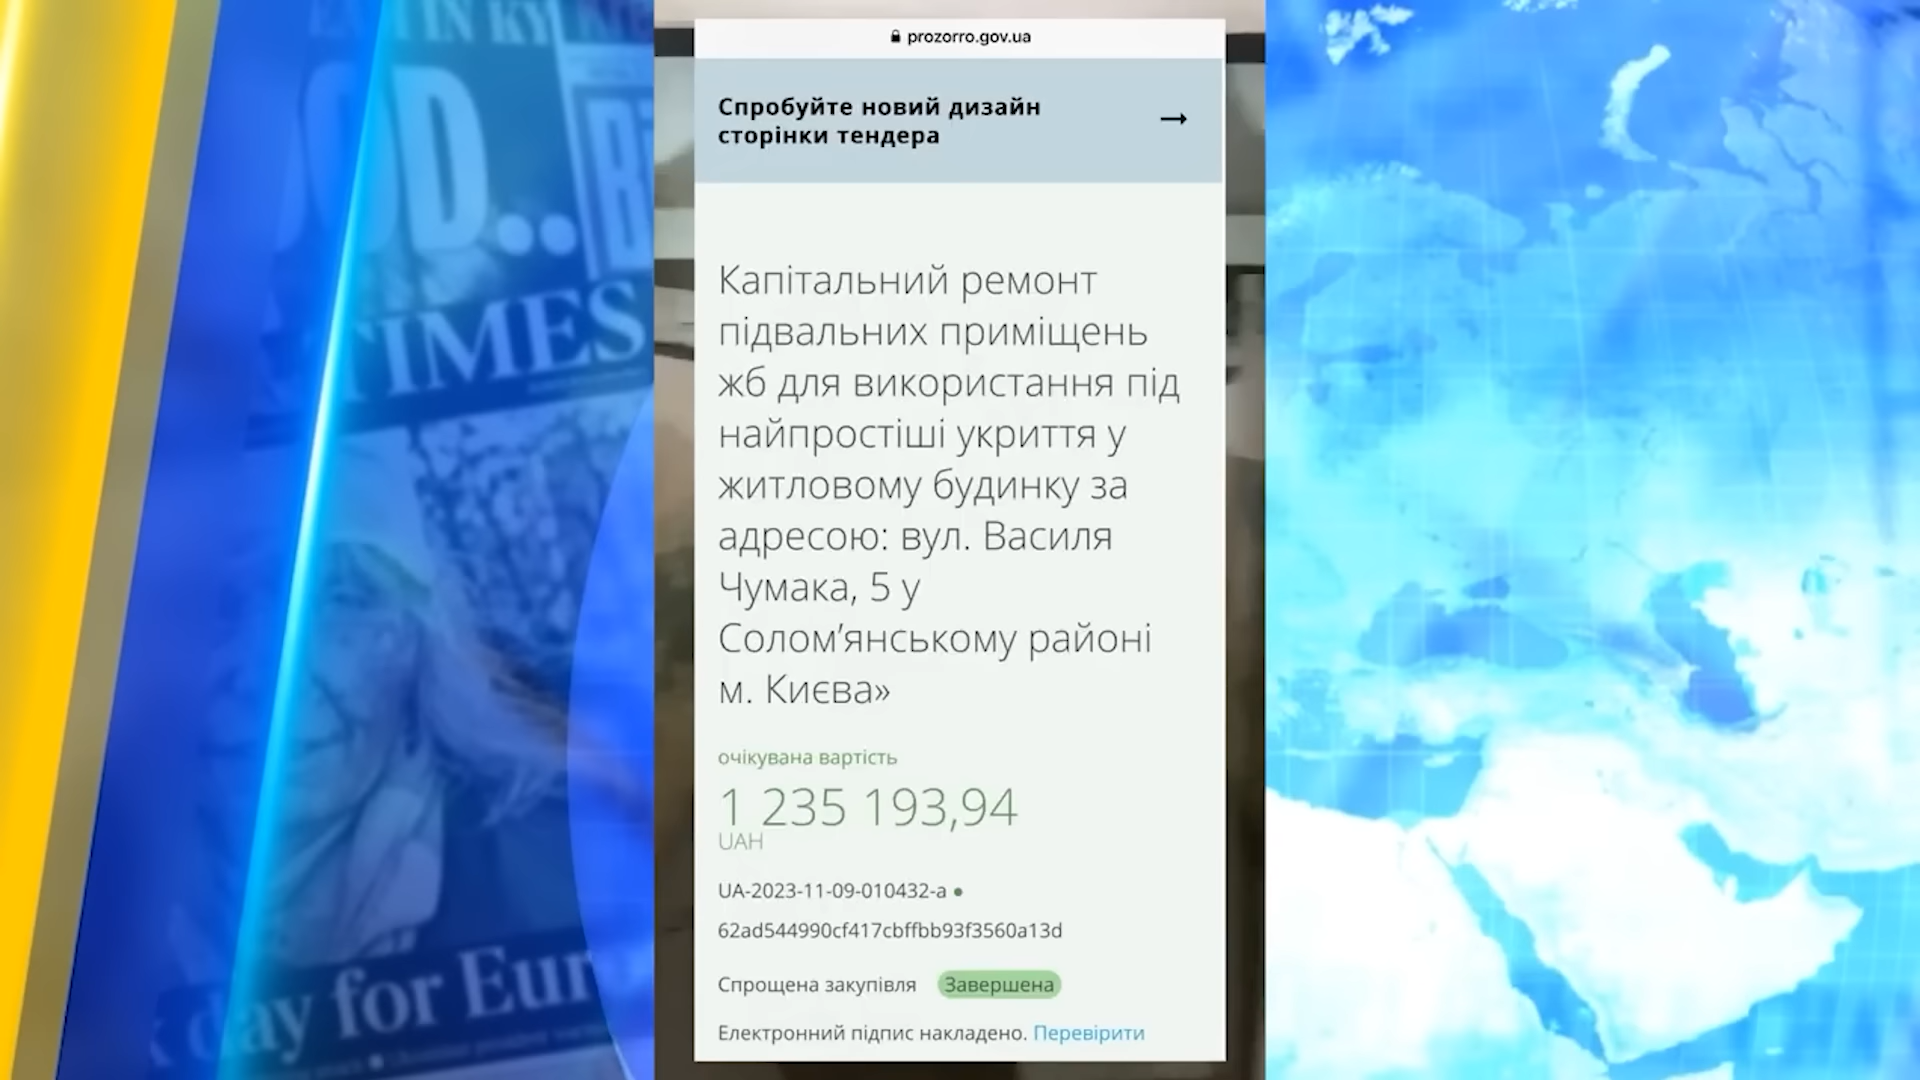 prozorro.gov.ua
Спробуйте новий дизайн
сторінки тендера
Капітальний ремонт
підвальних приміщень
жб для використання під
найпростіші укриття у
житловому будинку за
адресою: вул. Василя
Чумака, 5 у
Солом’янському районі
м. Києва»
очікувана вартість
1 235 193,94
UAH
UA-2023-11-09-010432-a
62ad544990cf417cbffbb93f3560a13d
Спрощена закупівля Завершена
Електронний підпис накладено. Перевірити
OD..
TIMES
day for Eur